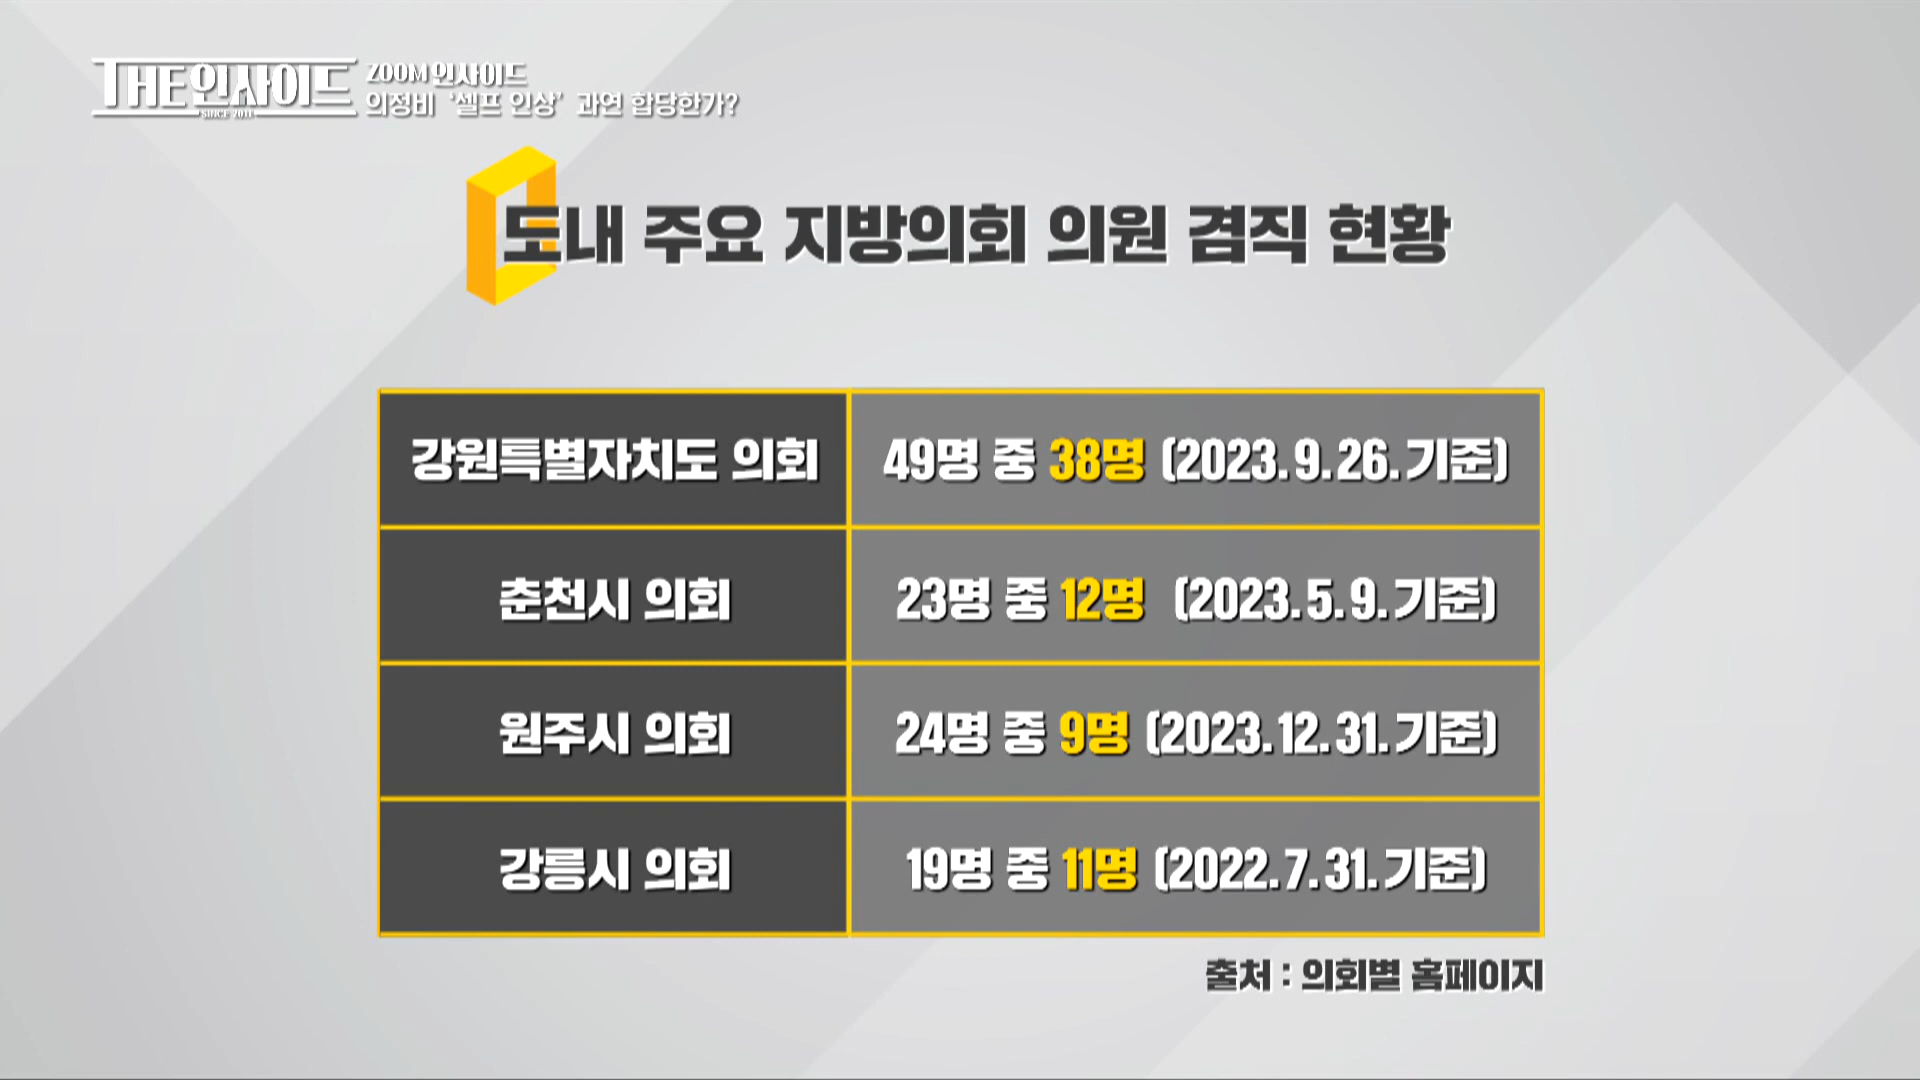 THE인사이드
SINCE 2011
ZOOM인사이드
의정비 ‘셀프 인상’ 과연 합당한가?
도내 주요 지방의회 의원 겸직 현황
강원특별자치도 의회 49명 중 38명 (2023.9.26.기준)
춘천시 의회 23명 중 12명 (2023.5.9.기준)
원주시 의회 24명 중 9명 (2023.12.31.기준)
강릉시 의회 19명 중 11명 (2022.7.31.기준)
출처 : 의회별 홈페이지